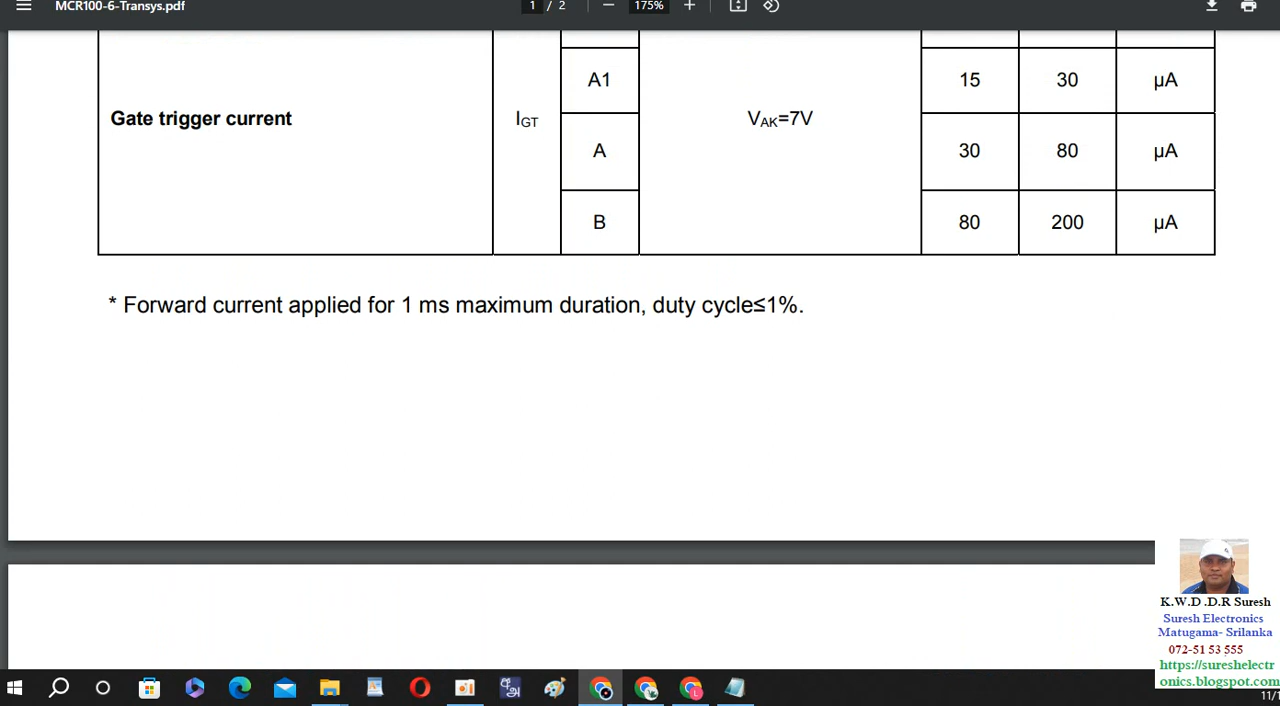 MCR100-6-Transys.pdf
1 / 2
175%
A1
15
30
µA
Gate trigger current
IGT
VAK=7V
A
30
80
µA
B
80
200
µA
* Forward current applied for 1 ms maximum duration, duty cycle≤1%.
K.W.D .D.R Suresh
Suresh Electronics
Matugama- Srilanka
072-51 53 555
https://sureshelectr
onics.blogspot.com
11/1